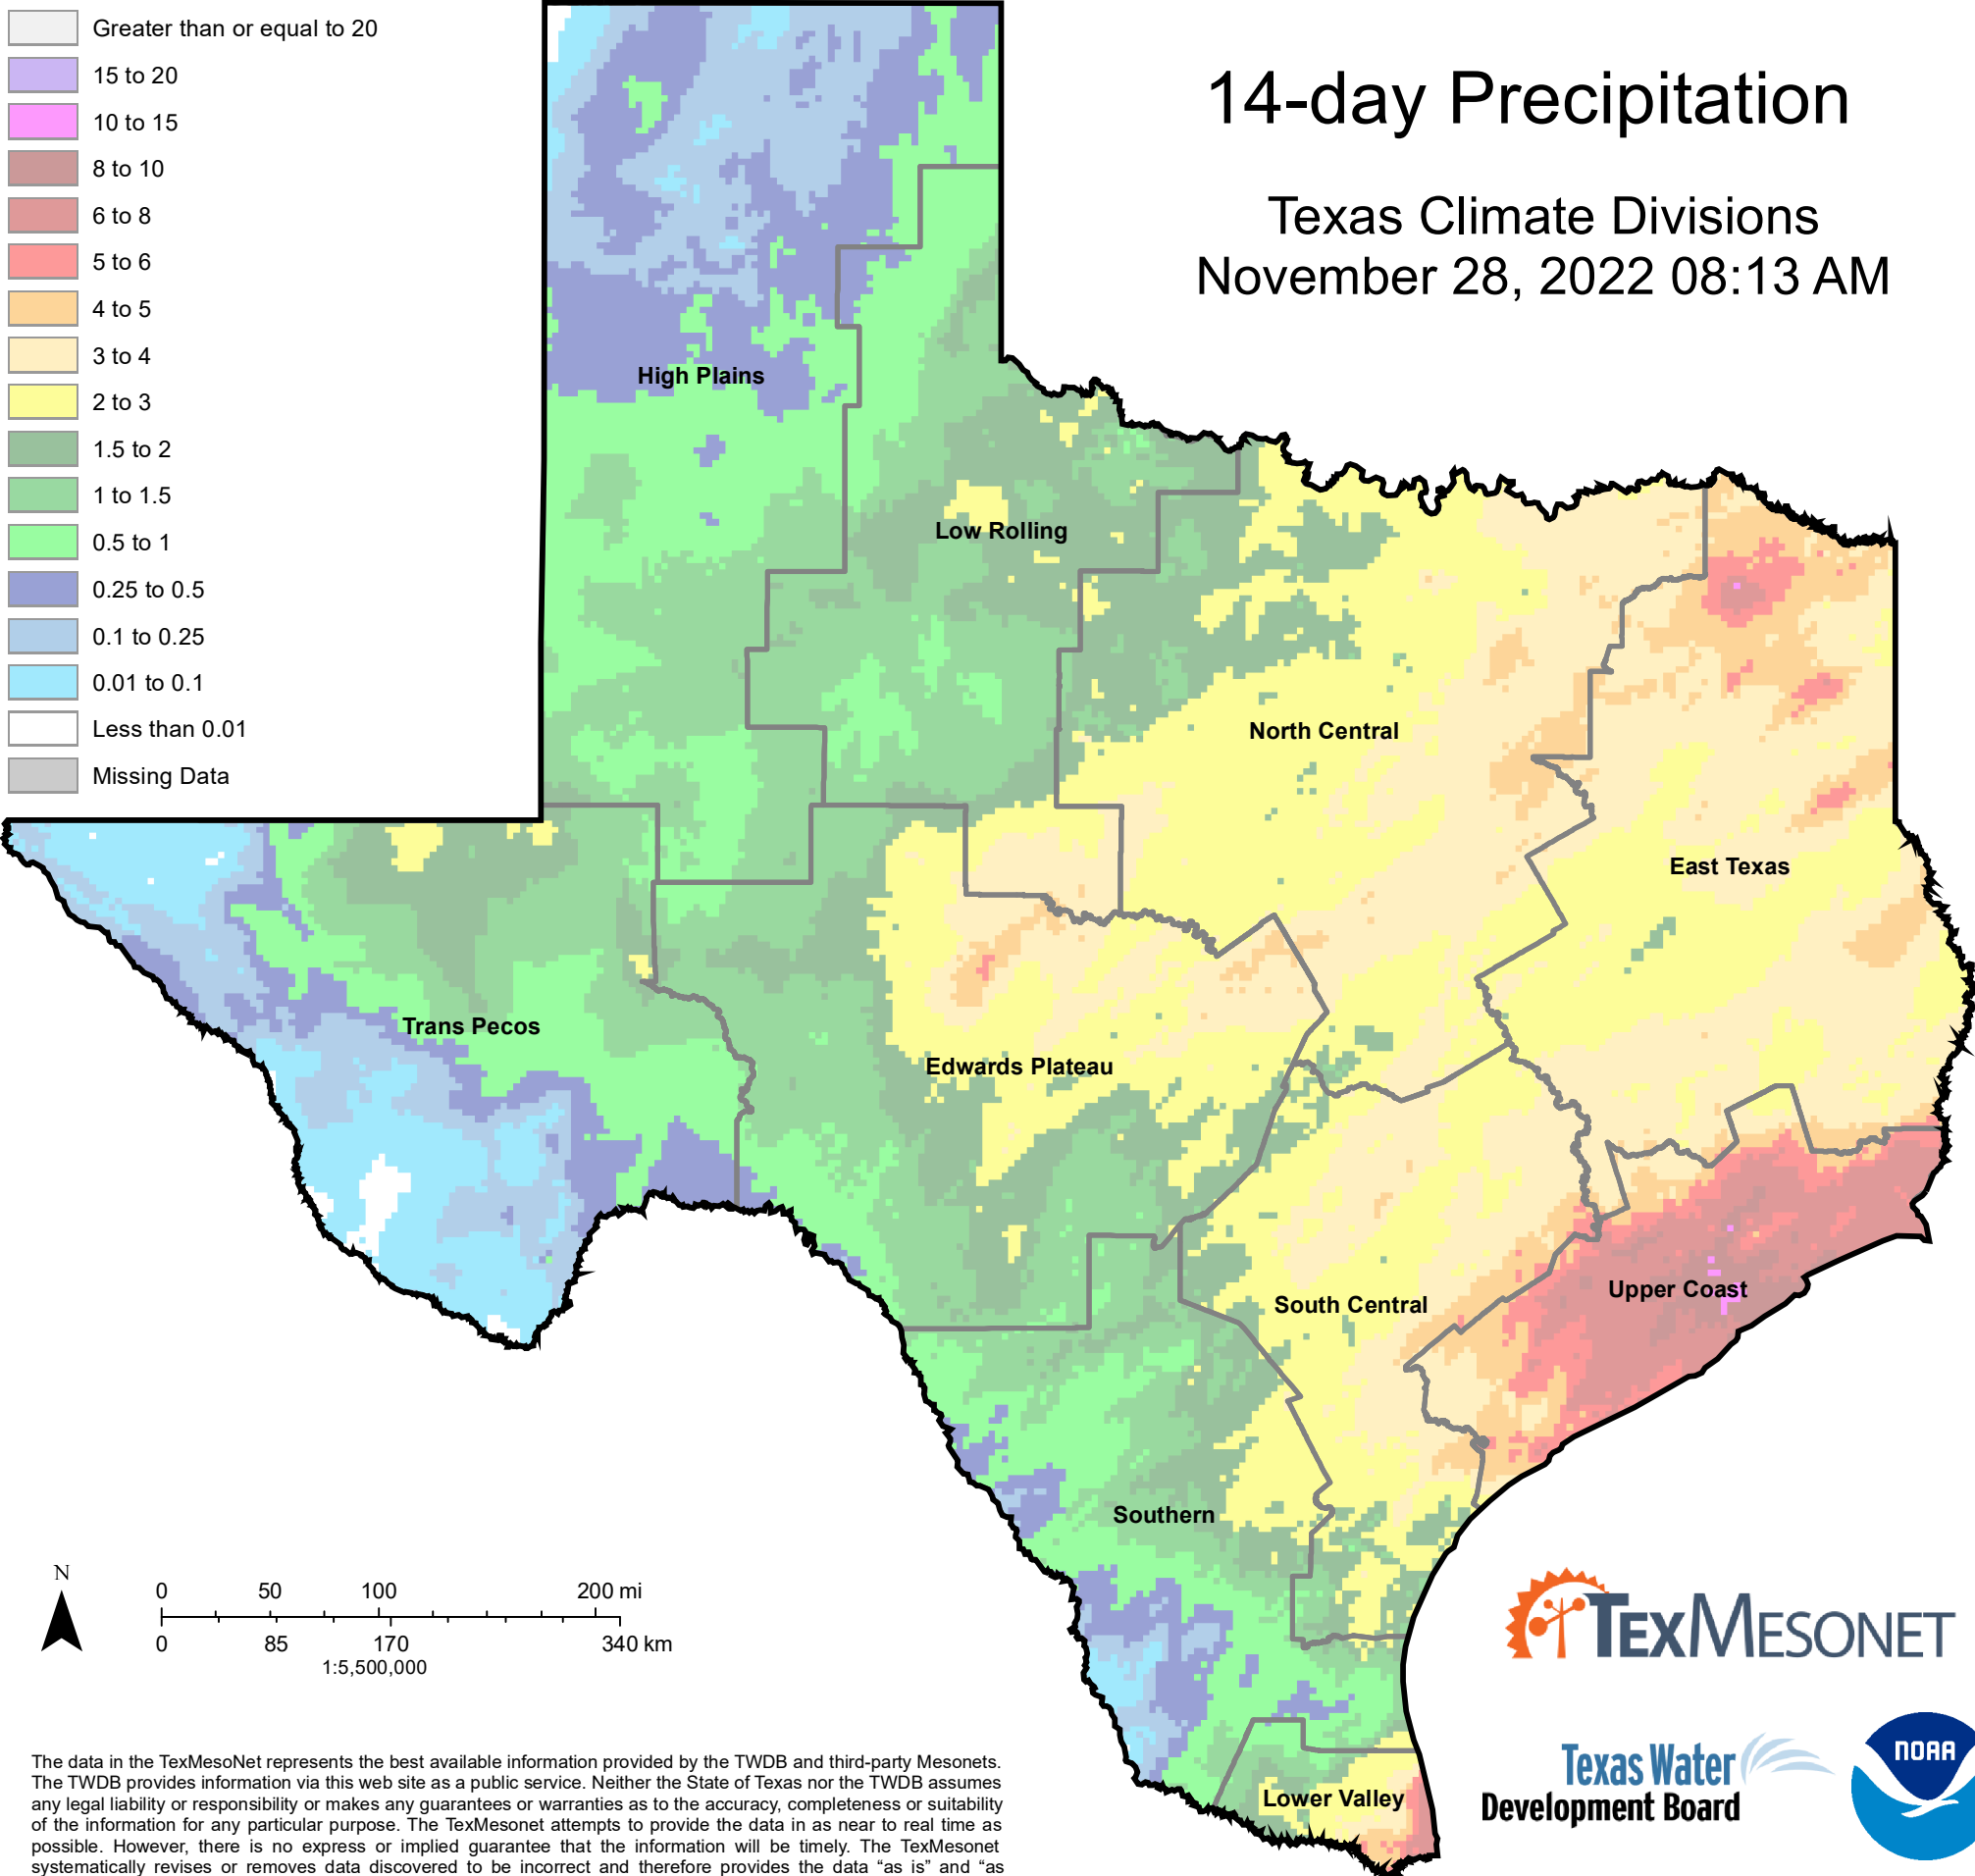 Greater than or equal to 20
15 to 20
10 to 15
8 to 10
6 to 8
5 to 6
4 to 5
3 to 4
2 to 3
1.5 to 2
1 to 1.5
0.5 to 1
0.25 to 0.5
0.1 to 0.25
0.01 to 0.1
Less than 0.01
Missing Data
14-day Precipitation
Texas Climate Divisions
November 28, 2022 08:13 AM
High Plains
Low Rolling
North Central
East Texas
Trans Pecos
Edwards Plateau
South Central
Upper Coast
Southern
Lower Valley
N
0 50 100 200 mi
0 85 170 340 km
1:5,500,000
TEXMESONET
Texas Water
Development Board
NOAA
The data in the TexMesoNet represents the best available information provided by the TWDB and third-party Mesonets.
The TWDB provides information via this web site as a public service. Neither the State of Texas nor the TWDB assumes
any legal liability or responsibility or makes any guarantees or warranties as to the accuracy, completeness or suitability
of the information for any particular purpose. The TexMesonet attempts to provide the data in as near to real time as
possible. However, there is no express or implied guarantee that the information will be timely. The TexMesonet
systematically revises or removes data discovered to be incorrect and therefore provides the data “as is” and “as